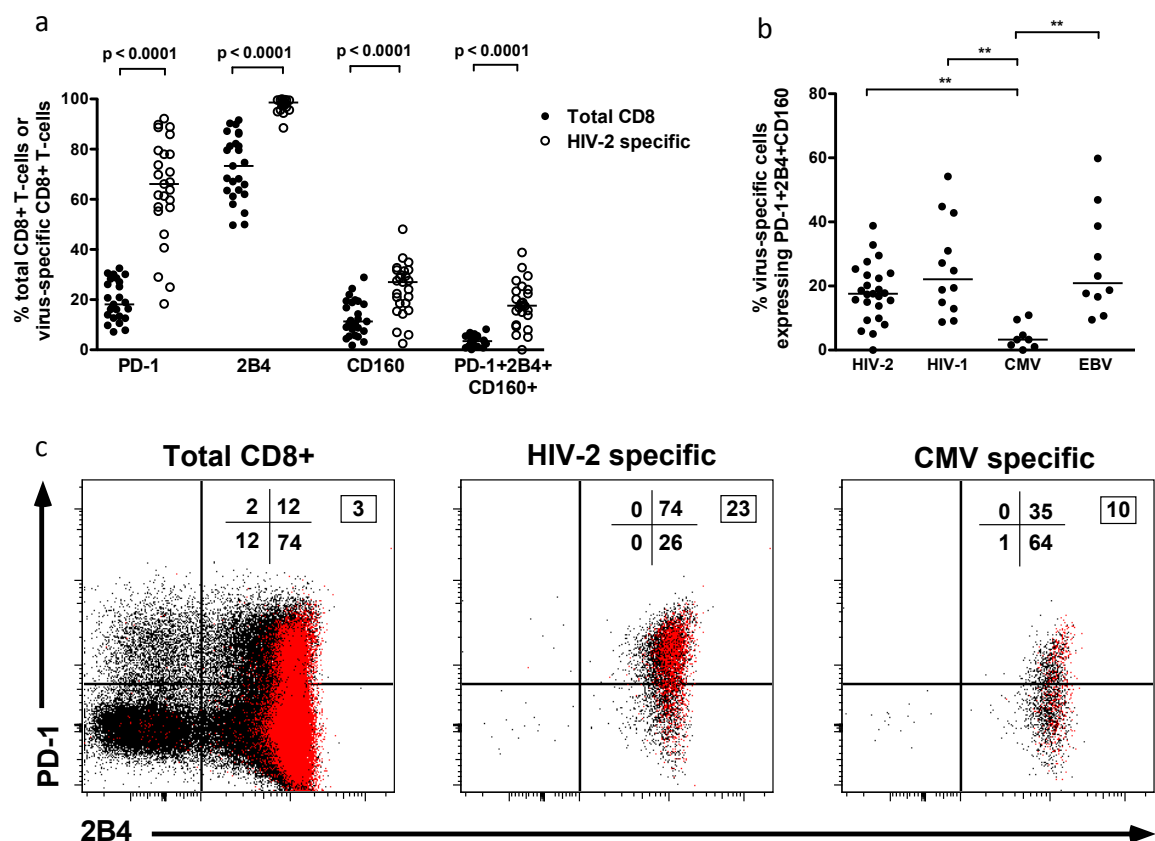 a
p < 0.0001 p < 0.0001 p < 0.0001 p < 0.0001
% total CD8+ T-cells or
virus-specific CD8+ T-cells
100
80
60
40
20
0
PD-1 2B4 CD160 PD-1+2B4+
CD160+
Total CD8
HIV-2 specific
b
**
**
**
% virus-specific cells
expressing PD-1+2B4+CD160
80
60
40
20
0
HIV-2 HIV-1 CMV EBV
c
Total CD8+
2 12
12 74
3
HIV-2 specific
0 74
0 26
23
CMV specific
0 35
1 64
10
PD-1
2B4